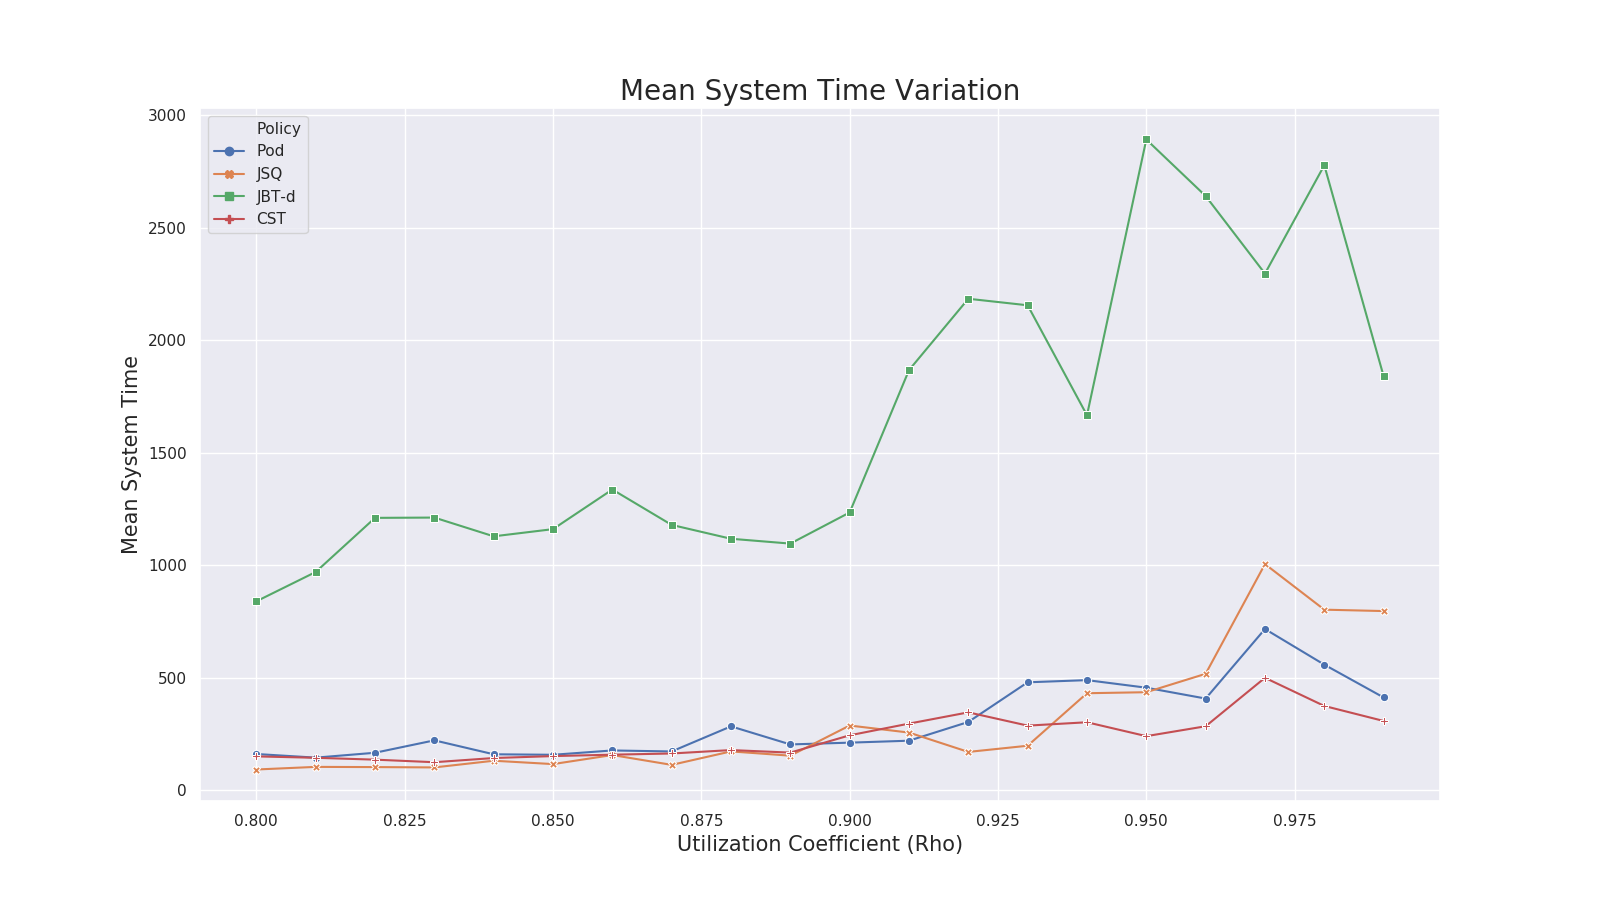 Mean System Time Variation
3000
2500
2000
1500
1000
500
0
Mean System Time
Policy
Pod
JSQ
JBT-d
CST
0.800 0.825 0.850 0.875 0.900 0.925 0.950 0.975
Utilization Coefficient (Rho)